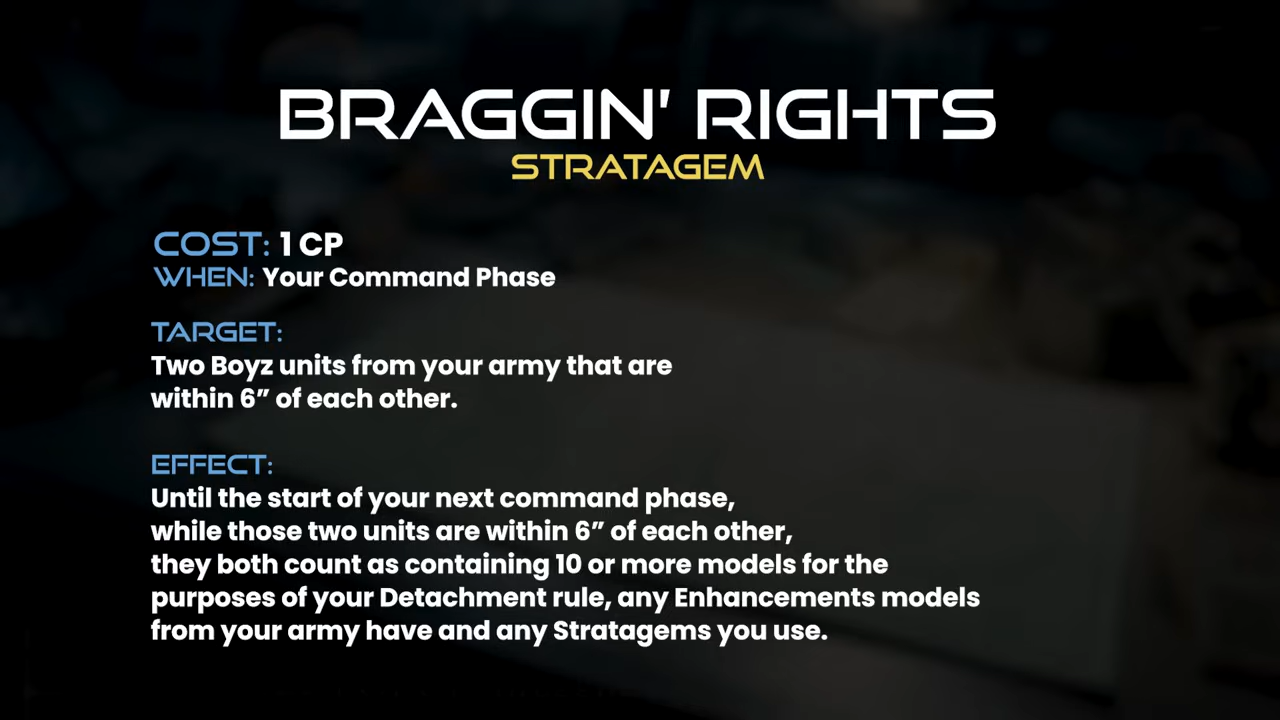 BRAGGIN' RIGHTS
STRATAGEM
COST: 1 CP
WHEN: Your Command Phase
TARGET:
Two Boyz units from your army that are
within 6” of each other.
EFFECT:
Until the start of your next command phase,
while those two units are within 6” of each other,
they both count as containing 10 or more models for the
purposes of your Detachment rule, any Enhancements models
from your army have and any Stratagems you use.